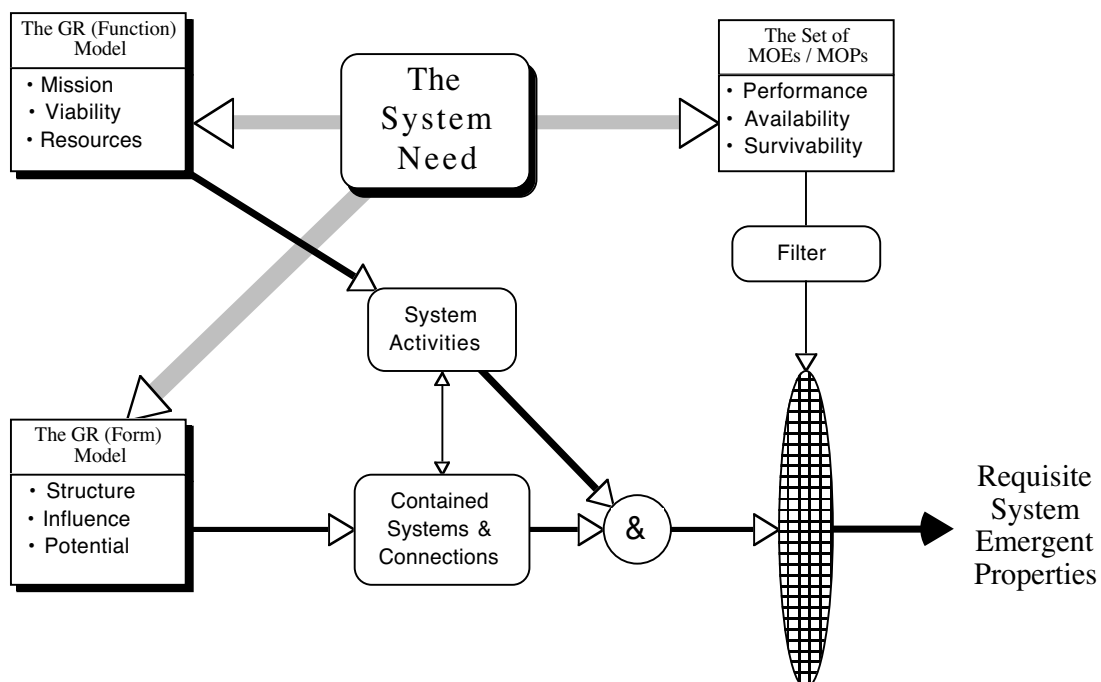 The GR (Function)
Model
• Mission
• Viability
• Resources
The
System
Need
The Set of
MOEs / MOPs
• Performance
• Availability
• Survivability
Filter
System
Activities
The GR (Form)
Model
• Structure
• Influence
• Potential
Contained
Systems &
Connections
&
Requisite
System
Emergent
Properties